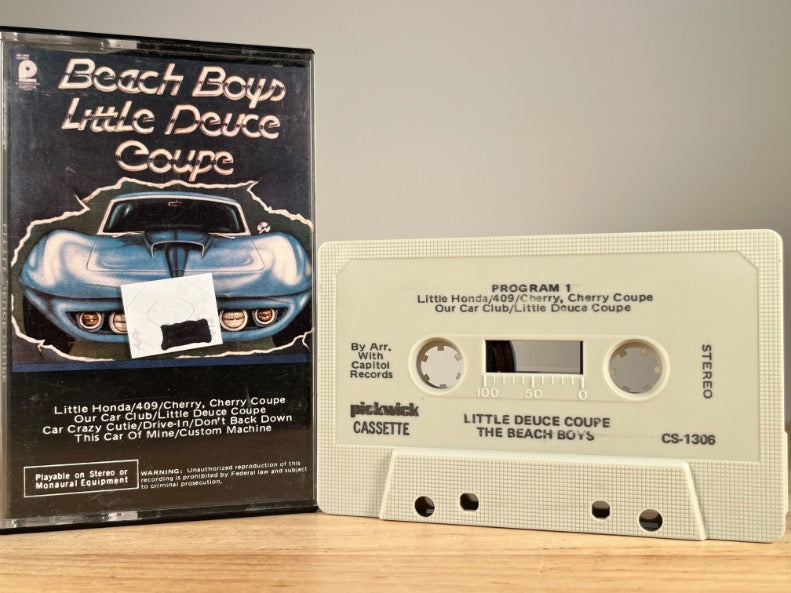 Beach Boys
Little Deuce
Coupe
Little Honda/409/Cherry, Cherry Coupe
Our Car Club/Little Deuce Coupe
Car Crazy Cutie/Drive-In/Don't Back Down
This Car Of Mine/Custom Machine
Playable on Stereo or
Monaural Equipment
WARNING: Unauthorized reproduction of this
recording is prohibited by Federal law and subject
to criminal prosecution.
PROGRAM 1
Little Honda/409/Cherry, Cherry Coupe
Our Car Club/Little Deuce Coupe
By Arr.
With
Capitol
Records
STEREO
100 50 0
pickwick
CASSETTE
LITTLE DEUCE COUPE
THE BEACH BOYS
CS-1306